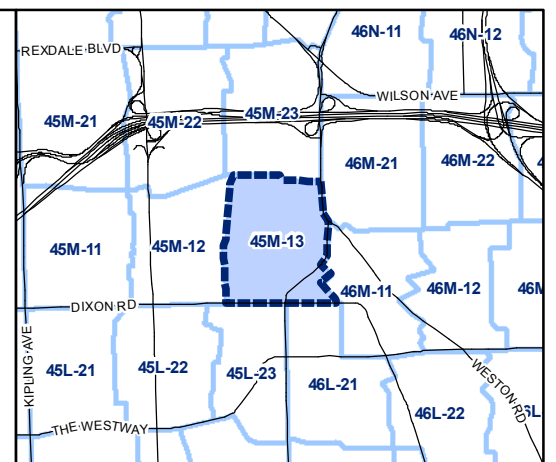 46N-11
46N-12
REXDALE BLVD
WILSON AVE
45M-21
45M-22
45M-23
46M-21
46M-22
4
45M-11
45M-12
45M-13
46M-11
46M-12
46M
DIXON RD
KIPLING AVE
45L-21
45L-22
45L-23
46L-21
46L-22
WESTON RD
6L
THE WESTWAY